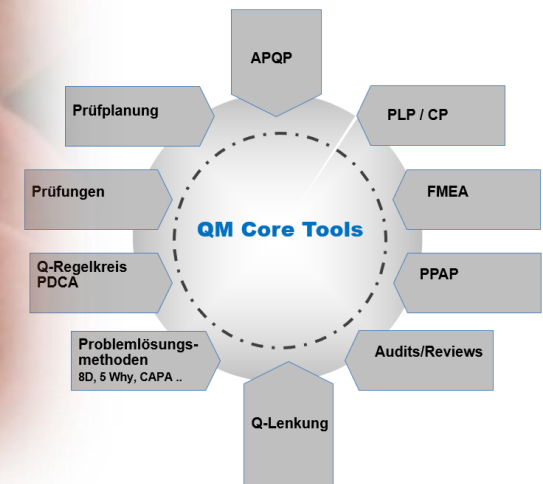 APQP
Prüfplanung
PLP / CP
Prüfungen
FMEA
QM Core Tools
Q-Regelkreis
PDCA
PPAP
Problemlösungs-
methoden
8D, 5 Why, CAPA ..
Audits/Reviews
Q-Lenkung